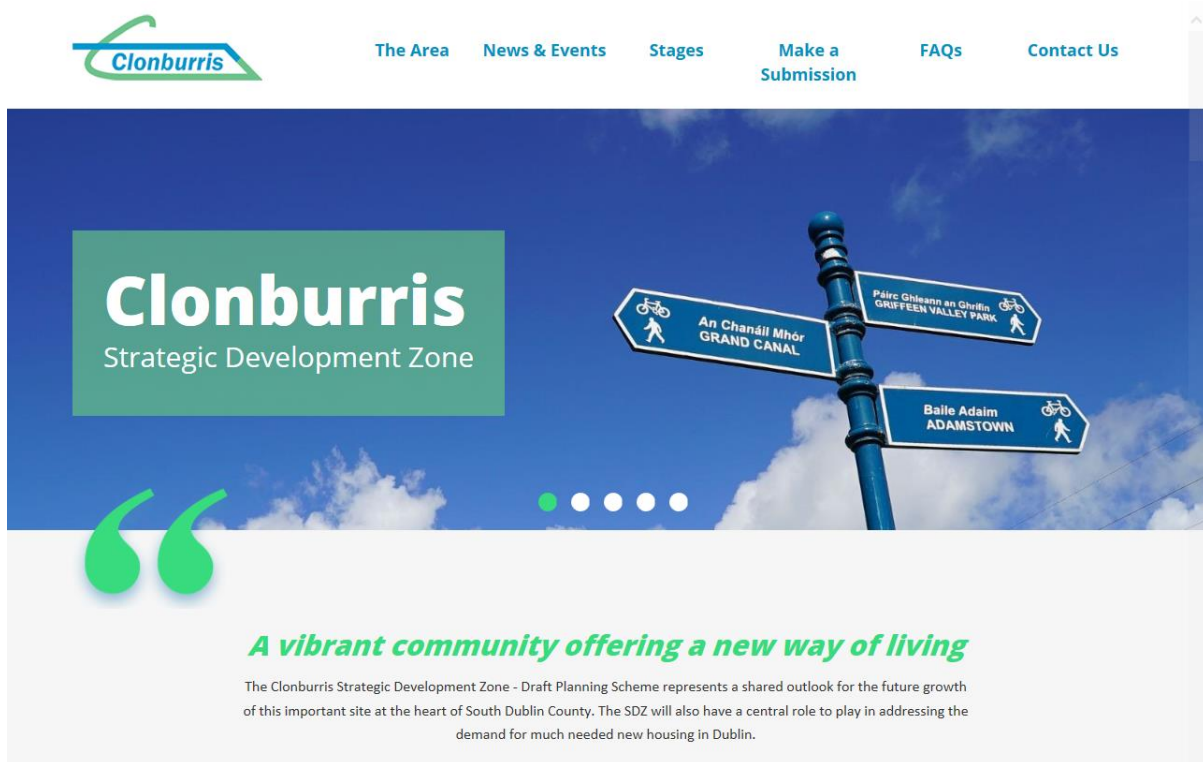 Clonburris
The Area
News & Events
Stages
Make a
Submission
FAQs
Contact Us
Clonburris
Strategic Development Zone
An Chanáil Mhór
GRAND CANAL
Páirc Ghleann an Ghrífín
GRIFFEEN VALLEY PARK
Baile Adaim
ADAMSTOWN
“
A vibrant community offering a new way of living
The Clonburris Strategic Development Zone - Draft Planning Scheme represents a shared outlook for the future growth
of this important site at the heart of South Dublin County. The SDZ will also have a central role to play in addressing the
demand for much needed new housing in Dublin.